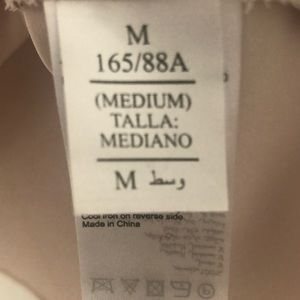 M
165/88A
(MEDIUM)
TALLA:
MEDIANO
M وسط
Cool iron on reverse side.
Made in China